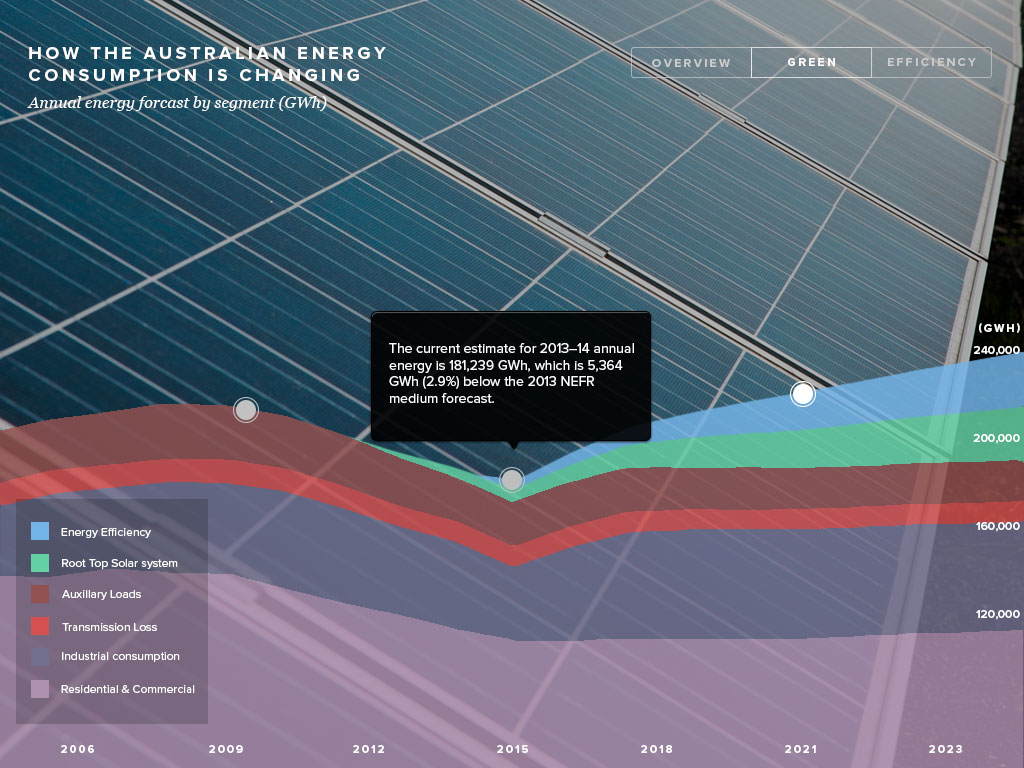 HOW THE AUSTRALIAN ENERGY
CONSUMPTION IS CHANGING
Annual energy forcast by segment (GWh)
OVERVIEW
GREEN
EFFICIENCY
The current estimate for 2013–14 annual
energy is 181,239 GWh, which is 5,364
GWh (2.9%) below the 2013 NEFR
medium forecast.
(GWH)
240,000
200,000
160,000
120,000
Energy Efficiency
Root Top Solar system
Auxillary Loads
Transmission Loss
Industrial consumption
Residential & Commercial
2006
2009
2012
2015
2018
2021
2023